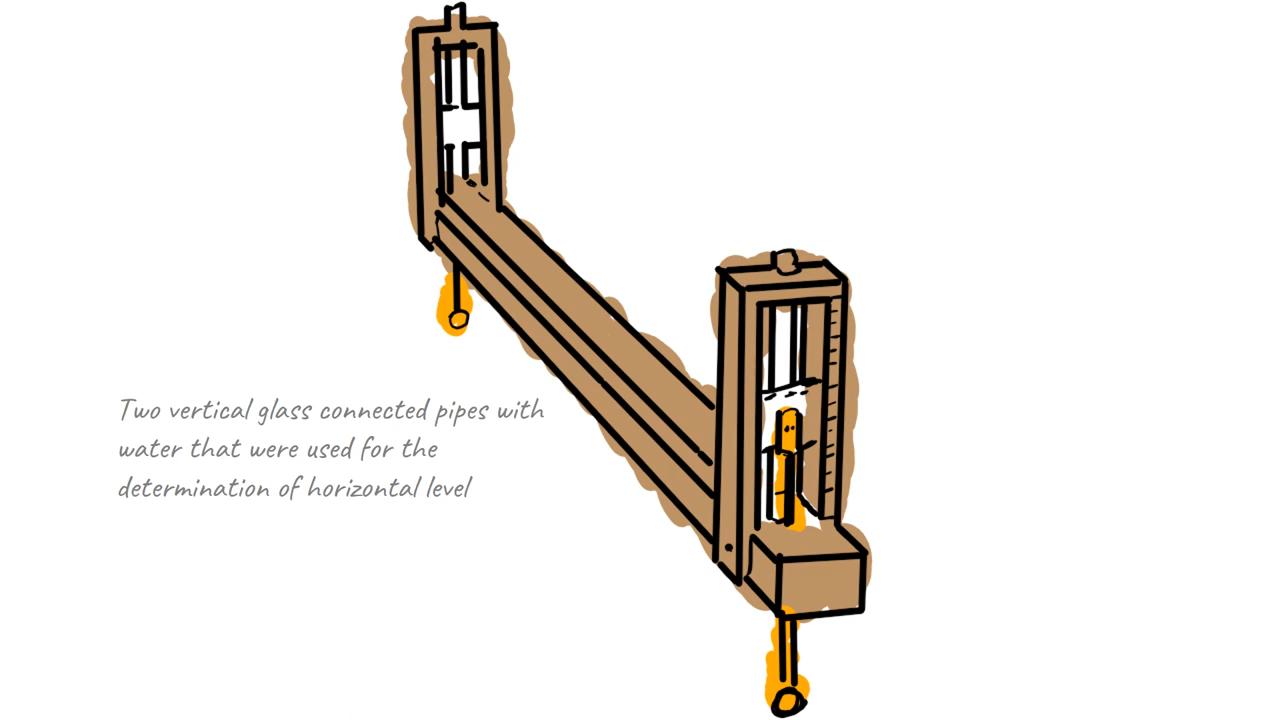 Two vertical glass connected pipes with
water that were used for the
determination of horizontal level